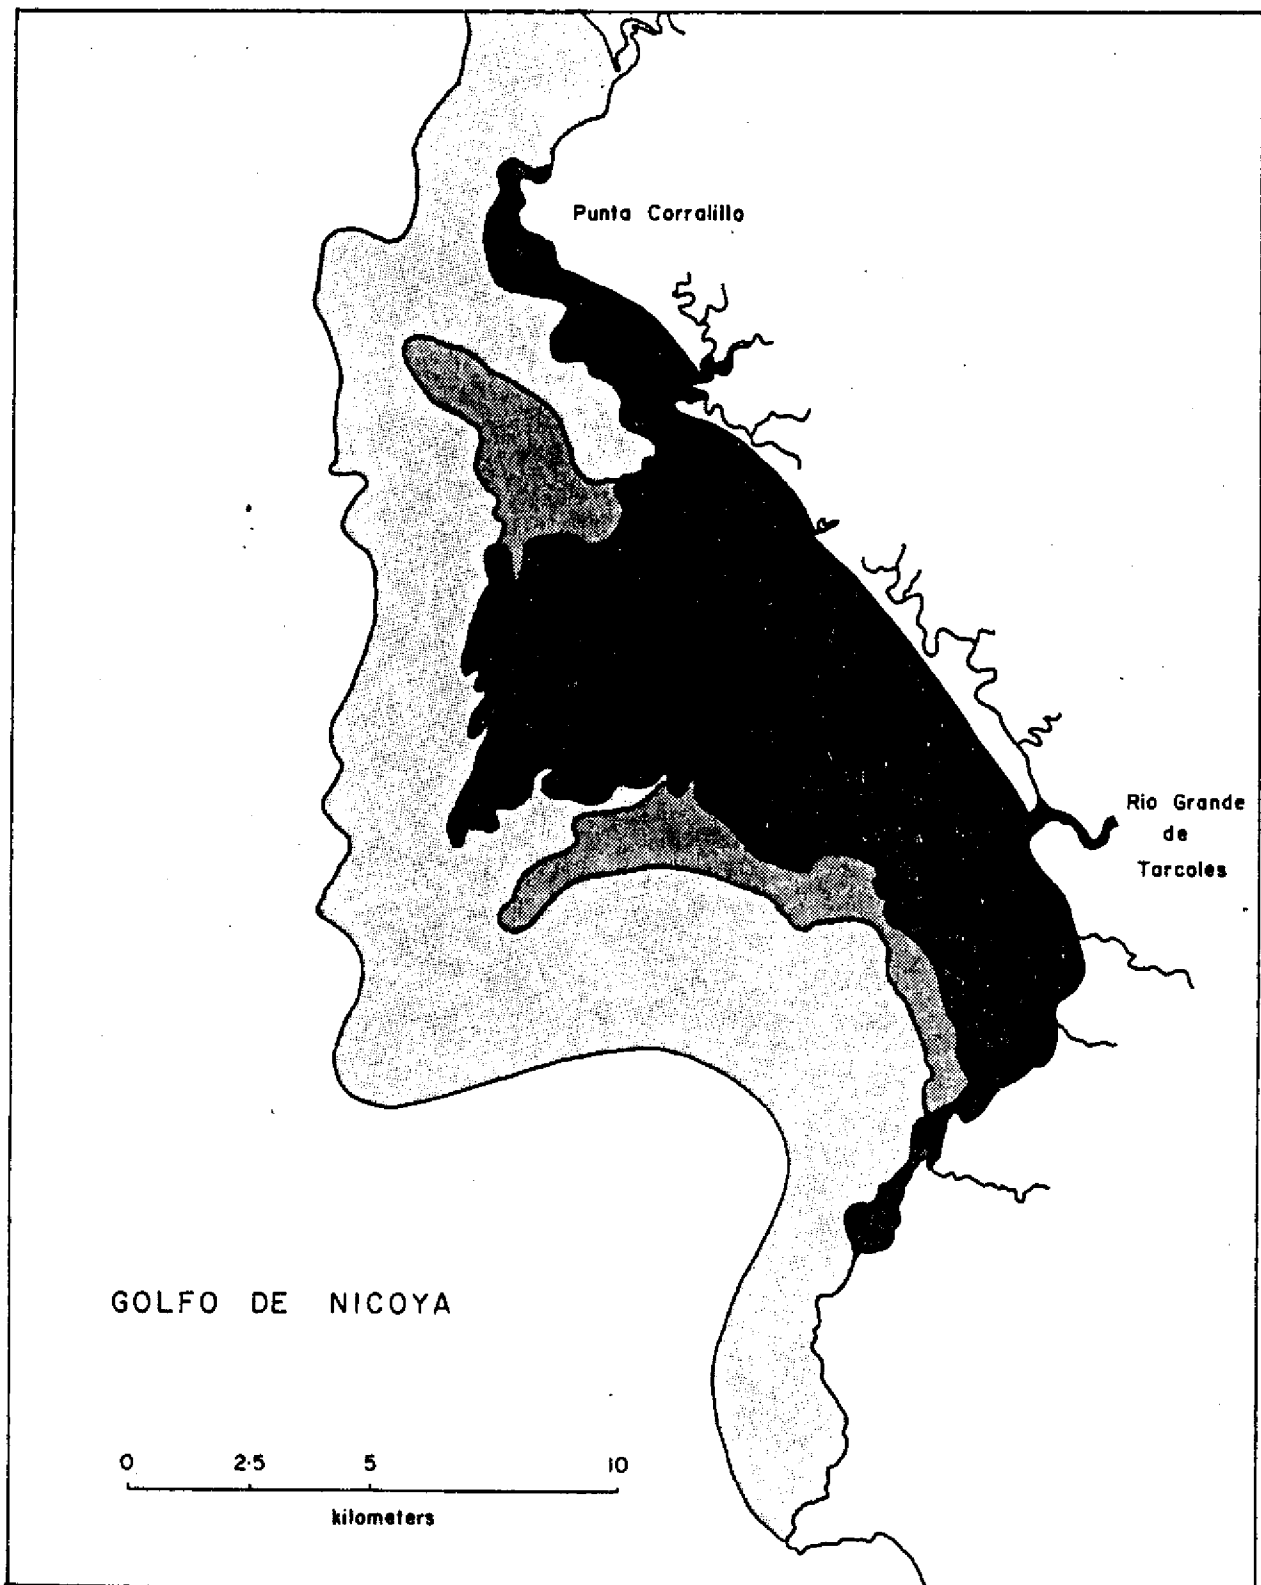 Punta Corralillo
Rio Grande
de
Tarcoles
GOLFO DE NICOYA
0 2·5 5 10
kilometers